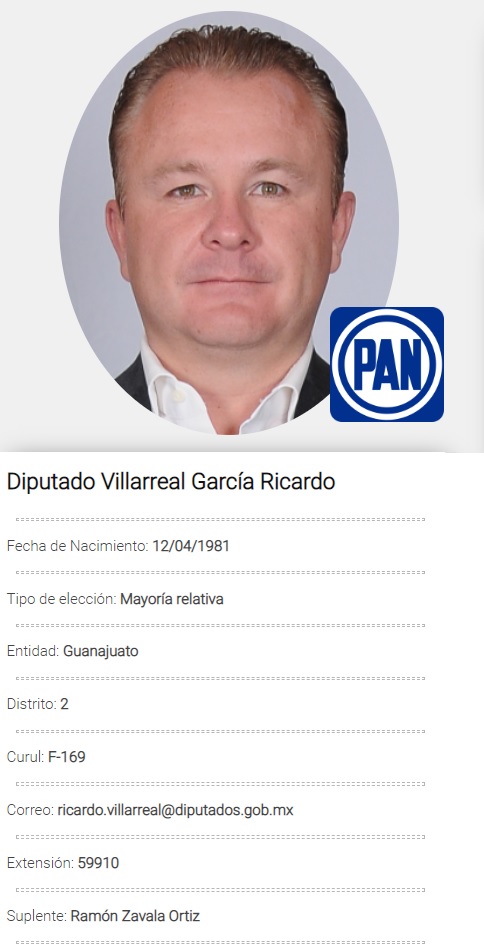 PAN
Diputado Villarreal García Ricardo
Fecha de Nacimiento: 12/04/1981
Tipo de elección: Mayoría relativa
Entidad: Guanajuato
Distrito: 2
Curul: F-169
Correo: ricardo.villarreal@diputados.gob.mx
Extensión: 59910
Suplente: Ramón Zavala Ortiz